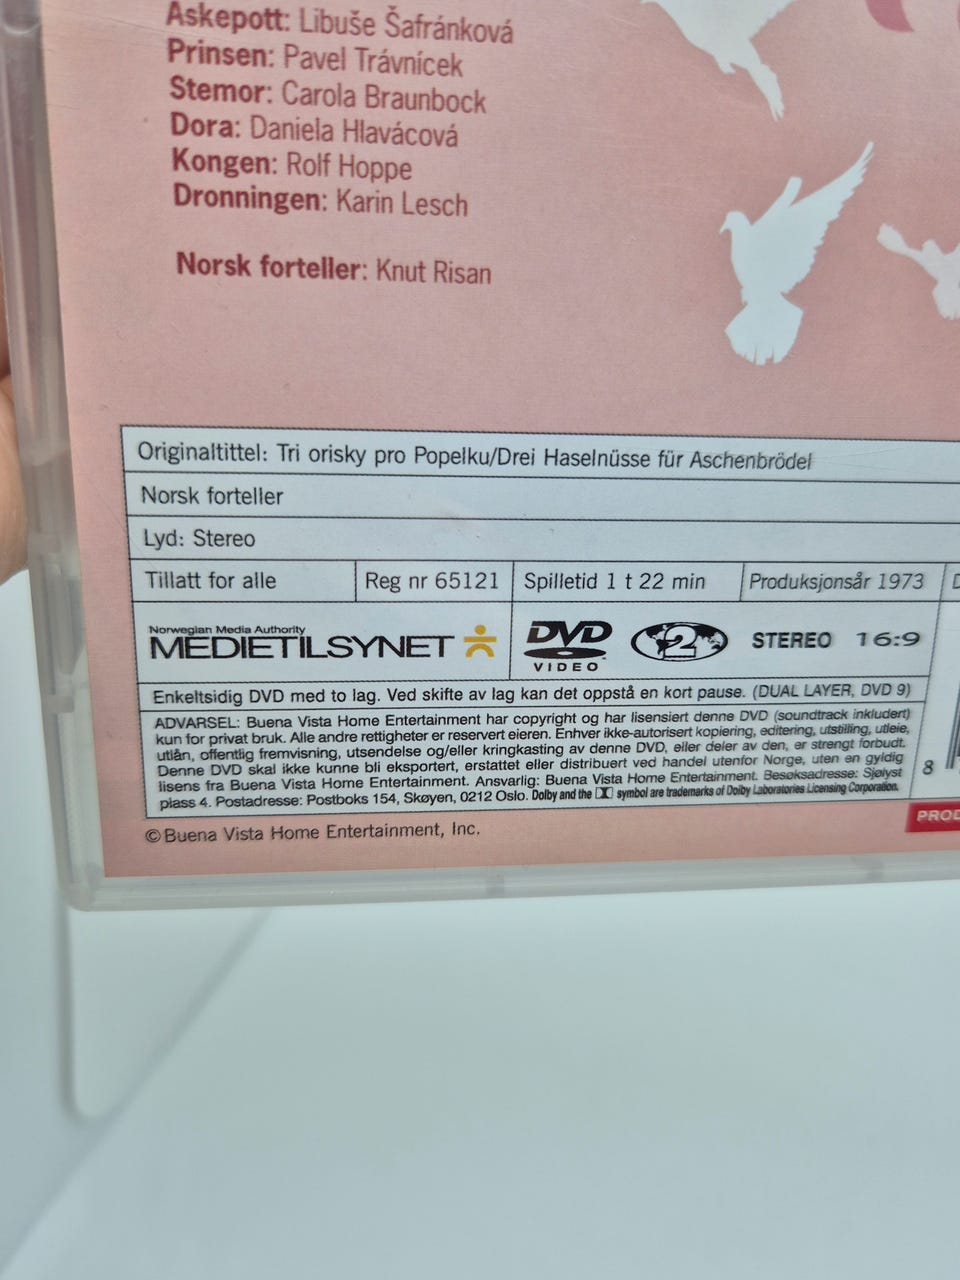 Askepott: Libuše Šafránková
Prinsen: Pavel Trávnícek
Stemor: Carola Braunbock
Dora: Daniela Hlavácová
Kongen: Rolf Hoppe
Dronningen: Karin Lesch
Norsk forteller: Knut Risan
Originaltittel: Tri orisky pro Popelku/Drei Haselnüsse für Aschenbrödel
Norsk forteller
Lyd: Stereo
Tillatt for alle Reg nr 65121 Spilletid 1 t 22 min Produksjonsår 1973
Norwegian Media Authority
MEDIETILSYNET DVD VIDEO 2 STEREO 16:9
Enkeltsidig DVD med to lag. Ved skifte av lag kan det oppstå en kort pause. (DUAL LAYER, DVD 9)
ADVARSEL: Buena Vista Home Entertainment har copyright og har lisensiert denne DVD (soundtrack inkludert)
kun for privat bruk. Alle andre rettigheter er reservert eieren. Enhver ikke-autorisert kopiering, editering, utstilling, utleie,
utlån, offentlig fremvisning, utsendelse og/eller kringkasting av denne DVD, eller deler av den, er strengt forbudt.
Denne DVD skal ikke kunne bli eksportert, erstattet eller distribuert ved handel utenfor Norge, uten en gyldig
lisens fra Buena Vista Home Entertainment. Ansvarlig: Buena Vista Home Entertainment. Besøksadresse: Sjølyst
plass 4. Postadresse: Postboks 154, Skøyen, 0212 Oslo. Dolby and the symbol are trademarks of Dolby Laboratories Licensing Corporation.
8
PROD
©Buena Vista Home Entertainment, Inc.